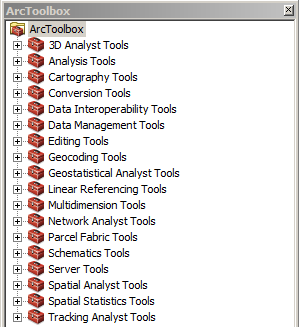 ArcToolbox
ArcToolbox
3D Analyst Tools
Analysis Tools
Cartography Tools
Conversion Tools
Data Interoperability Tools
Data Management Tools
Editing Tools
Geocoding Tools
Geostatistical Analyst Tools
Linear Referencing Tools
Multidimension Tools
Network Analyst Tools
Parcel Fabric Tools
Schematics Tools
Server Tools
Spatial Analyst Tools
Spatial Statistics Tools
Tracking Analyst Tools